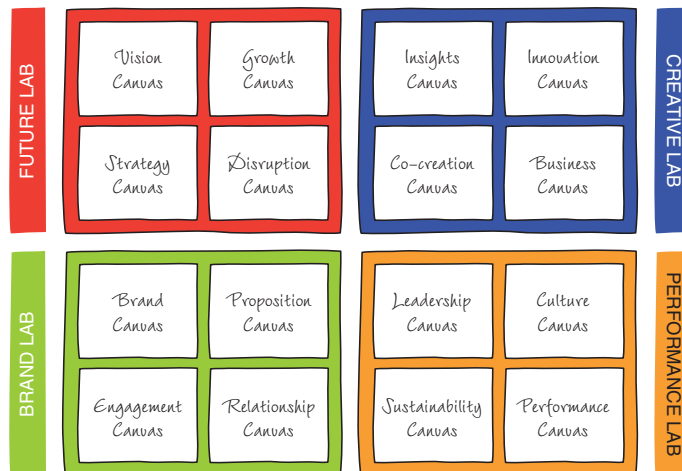 FUTURE LAB
Vision
Canvas
Growth
Canvas
Strategy
Canvas
Disruption
Canvas
Insights
Canvas
Innovation
Canvas
Co-creation
Canvas
Business
Canvas
CREATIVE LAB
BRAND LAB
Brand
Canvas
Proposition
Canvas
Engagement
Canvas
Relationship
Canvas
Leadership
Canvas
Culture
Canvas
Sustainability
Canvas
Performance
Canvas
PERFORMANCE LAB